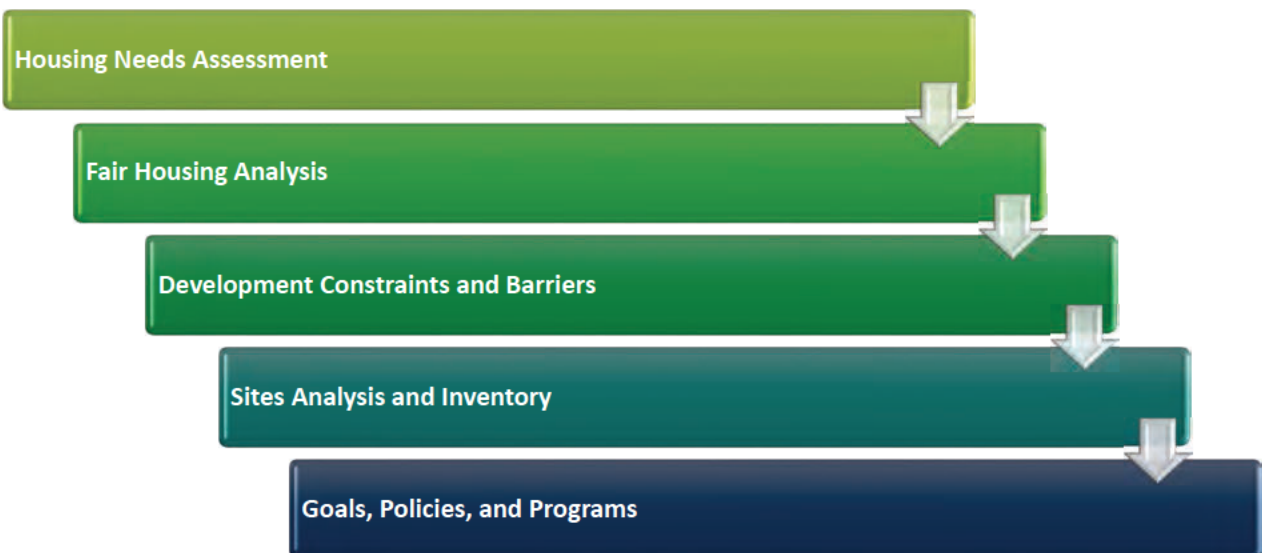 Housing Needs Assessment
Fair Housing Analysis
Development Constraints and Barriers
Sites Analysis and Inventory
Goals, Policies, and Programs